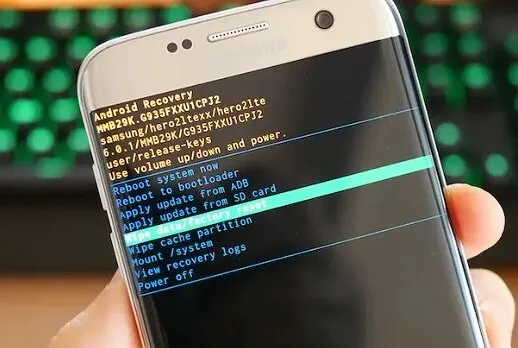 SAMSUNG
Android Recovery
MMB29K.G935FXXU1CPJ2
samsung/hero2ltexx/hero2lte
6.0.1/MMB29K/G935FXXU1CPJ2
user/release-keys
Use volume up/down and power.
Reboot system now
Reboot to bootloader
Apply update from ADB
Apply update from SD card
Wipe data/factory reset
Wipe cache partition
Mount /system
View recovery logs
Power off